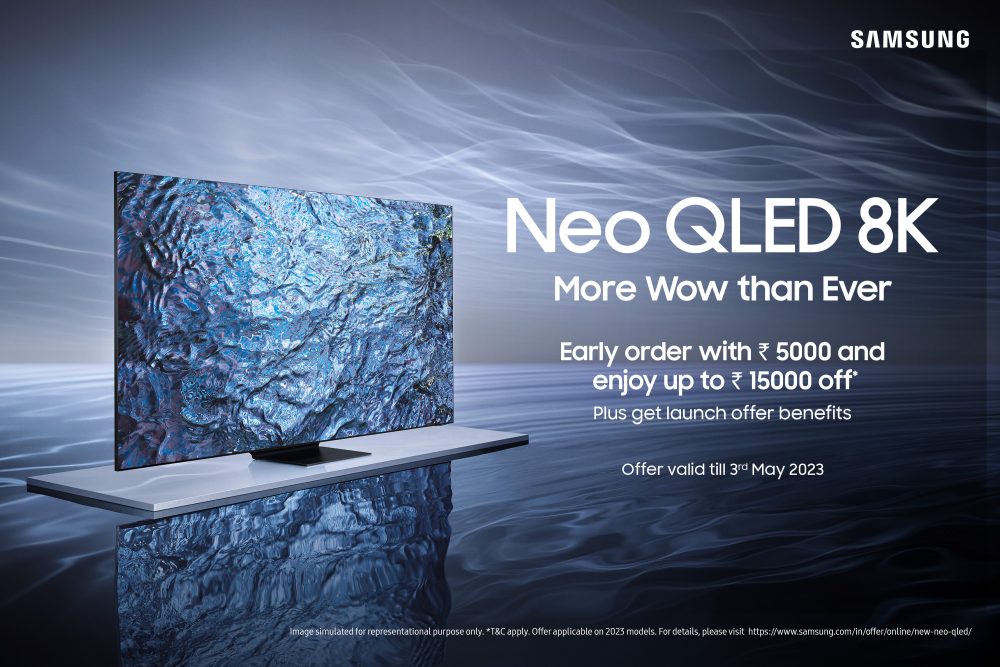 SAMSUNG
Neo QLED 8K
More Wow than Ever
Early order with ₹ 5000 and
enjoy up to ₹ 15000 off*
Plus get launch offer benefits
Offer valid till 3rd May 2023
Image simulated for representational purpose only. *T&C apply. Offer applicable on 2023 models. For details, please visit https://www.samsung.com/in/offer/online/new-neo-qled/